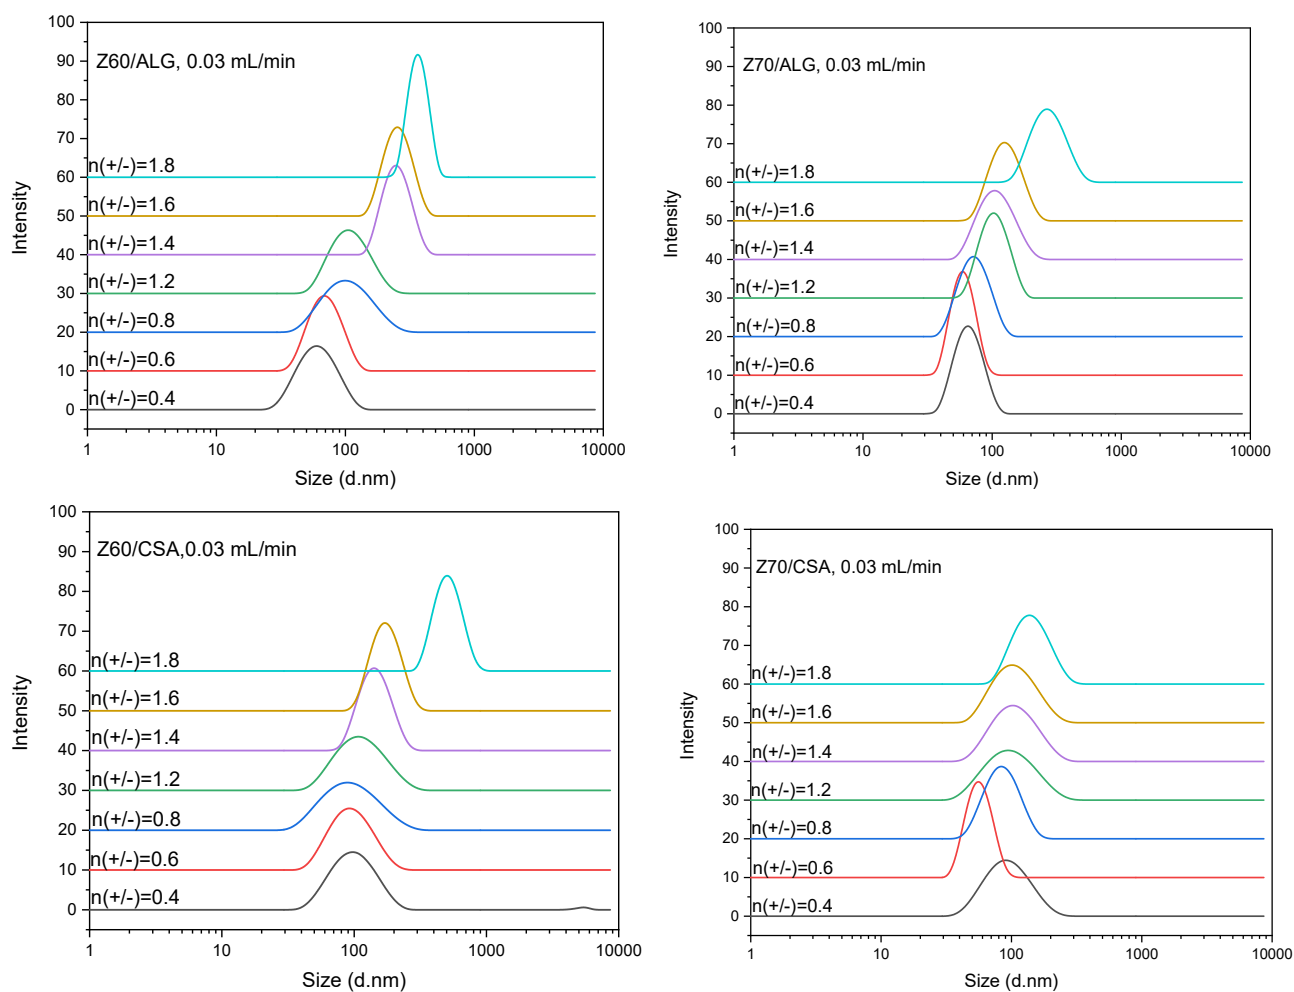 100
90
80
70
60
50
40
30
20
10
0
Intensity
Z60/ALG, 0.03 mL/min
n(+/-)=1.8
n(+/-)=1.6
n(+/-)=1.4
n(+/-)=1.2
n(+/-)=0.8
n(+/-)=0.6
n(+/-)=0.4
1 10 100 1000 10000
Size (d.nm)
100
90
80
70
60
50
40
30
20
10
0
Intensity
Z70/ALG, 0.03 mL/min
n(+/-)=1.8
n(+/-)=1.6
n(+/-)=1.4
n(+/-)=1.2
n(+/-)=0.8
n(+/-)=0.6
n(+/-)=0.4
1 10 100 1000 10000
Size (d.nm)
100
90
80
70
60
50
40
30
20
10
0
Intensity
Z60/CSA,0.03 mL/min
n(+/-)=1.8
n(+/-)=1.6
n(+/-)=1.4
n(+/-)=1.2
n(+/-)=0.8
n(+/-)=0.6
n(+/-)=0.4
1 10 100 1000 10000
Size (d.nm)
100
90
80
70
60
50
40
30
20
10
0
Intensity
Z70/CSA, 0.03 mL/min
n(+/-)=1.8
n(+/-)=1.6
n(+/-)=1.4
n(+/-)=1.2
n(+/-)=0.8
n(+/-)=0.6
n(+/-)=0.4
1 10 100 1000 10000
Size (d.nm)